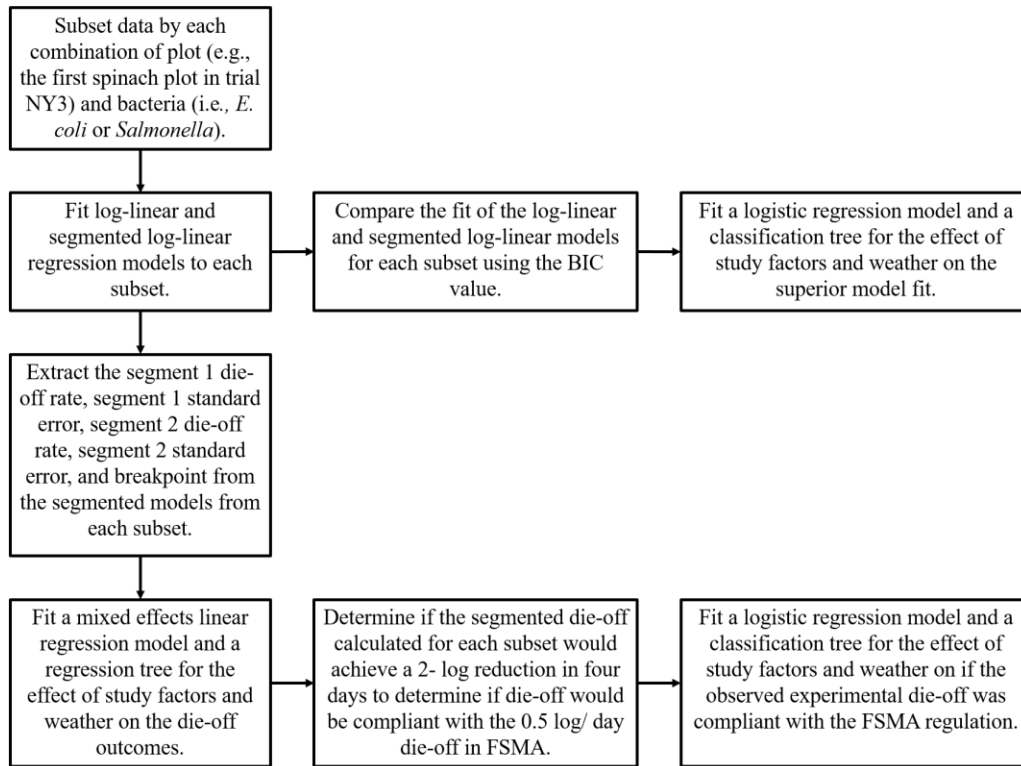 Subset data by each
combination of plot (e.g.,
the first spinach plot in trial
NY3) and bacteria (i.e., E.
coli or Salmonella).
Fit log-linear and
segmented log-linear
regression models to each
subset.
Compare the fit of the log-linear
and segmented log-linear models
for each subset using the BIC
value.
Fit a logistic regression model and a
classification tree for the effect of
study factors and weather on the
superior model fit.
Extract the segment 1 die-
off rate, segment 1 standard
error, segment 2 die-off
rate, segment 2 standard
error, and breakpoint from
the segmented models from
each subset.
Fit a mixed effects linear
regression model and a
regression tree for the
effect of study factors and
weather on the die-off
outcomes.
Determine if the segmented die-off
calculated for each subset would
achieve a 2- log reduction in four
days to determine if die-off would
be compliant with the 0.5 log/ day
die-off in FSMA.
Fit a logistic regression model and a
classification tree for the effect of
study factors and weather on if the
observed experimental die-off was
compliant with the FSMA regulation.